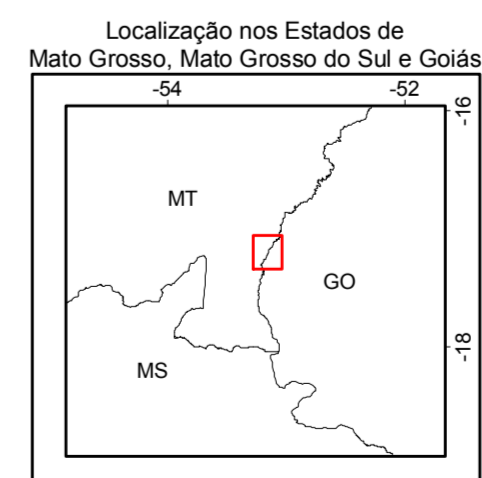 Localização nos Estados de
Mato Grosso, Mato Grosso do Sul e Goiás
-54 -52
-16
MT
GO
-18
MS